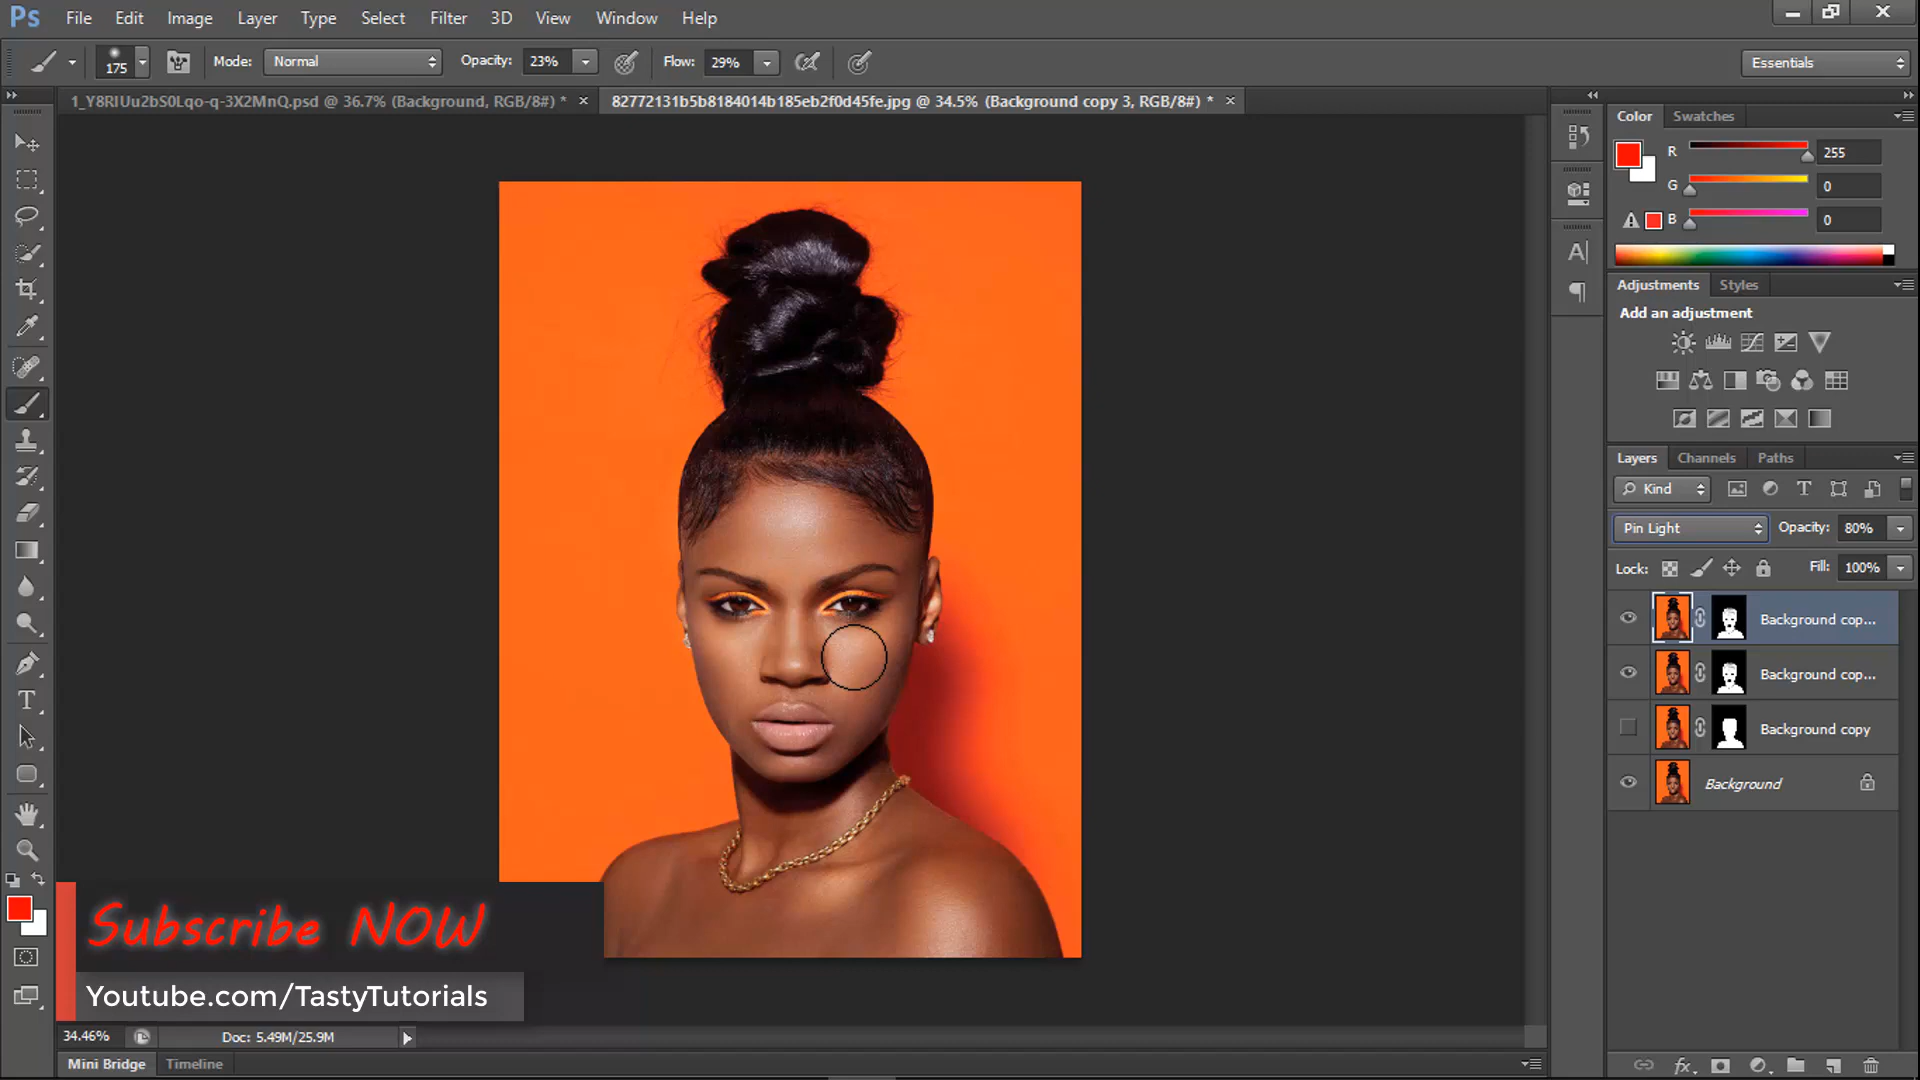 Ps File Edit Image Layer Type Select Filter 3D View Window Help
175 Mode: Normal Opacity: 23% Flow: 29% Essentials
1_Y8RIUu2bS0Lqo-q-3X2MnQ.psd @ 36.7% (Background, RGB/8#) * × 82772131b5b8184014b185eb2f0d45fe.jpg @ 34.5% (Background copy 3, RGB/8#) * ×
Color Swatches
R 255
G 0
B 0
Adjustments Styles
Add an adjustment
Layers Channels Paths
Kind
Pin Light Opacity: 80%
Lock: Fill: 100%
Background cop...
Background cop...
Background copy
Background
Subscribe NOW
Youtube.com/TastyTutorials
34.46% Doc: 5.49M/25.9M
Mini Bridge Timeline